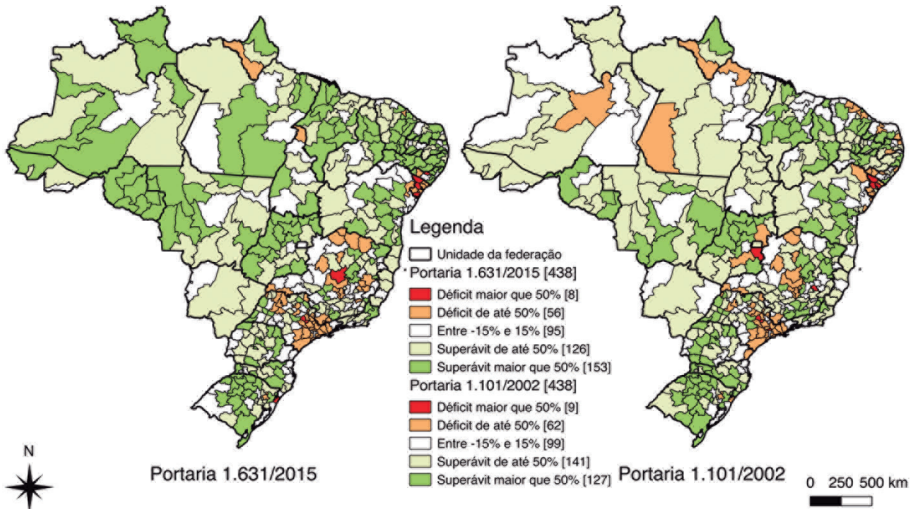 Legenda
Unidade da federação
Portaria 1.631/2015 [438]
Déficit maior que 50% [8]
Déficit de até 50% [56]
Entre -15% e 15% [95]
Superávit de até 50% [126]
Superávit maior que 50% [153]
Portaria 1.101/2002 [438]
Déficit maior que 50% [9]
Déficit de até 50% [62]
Entre -15% e 15% [99]
Superávit de até 50% [141]
Superávit maior que 50% [127]
N
Portaria 1.631/2015
Portaria 1.101/2002
0 250 500 km